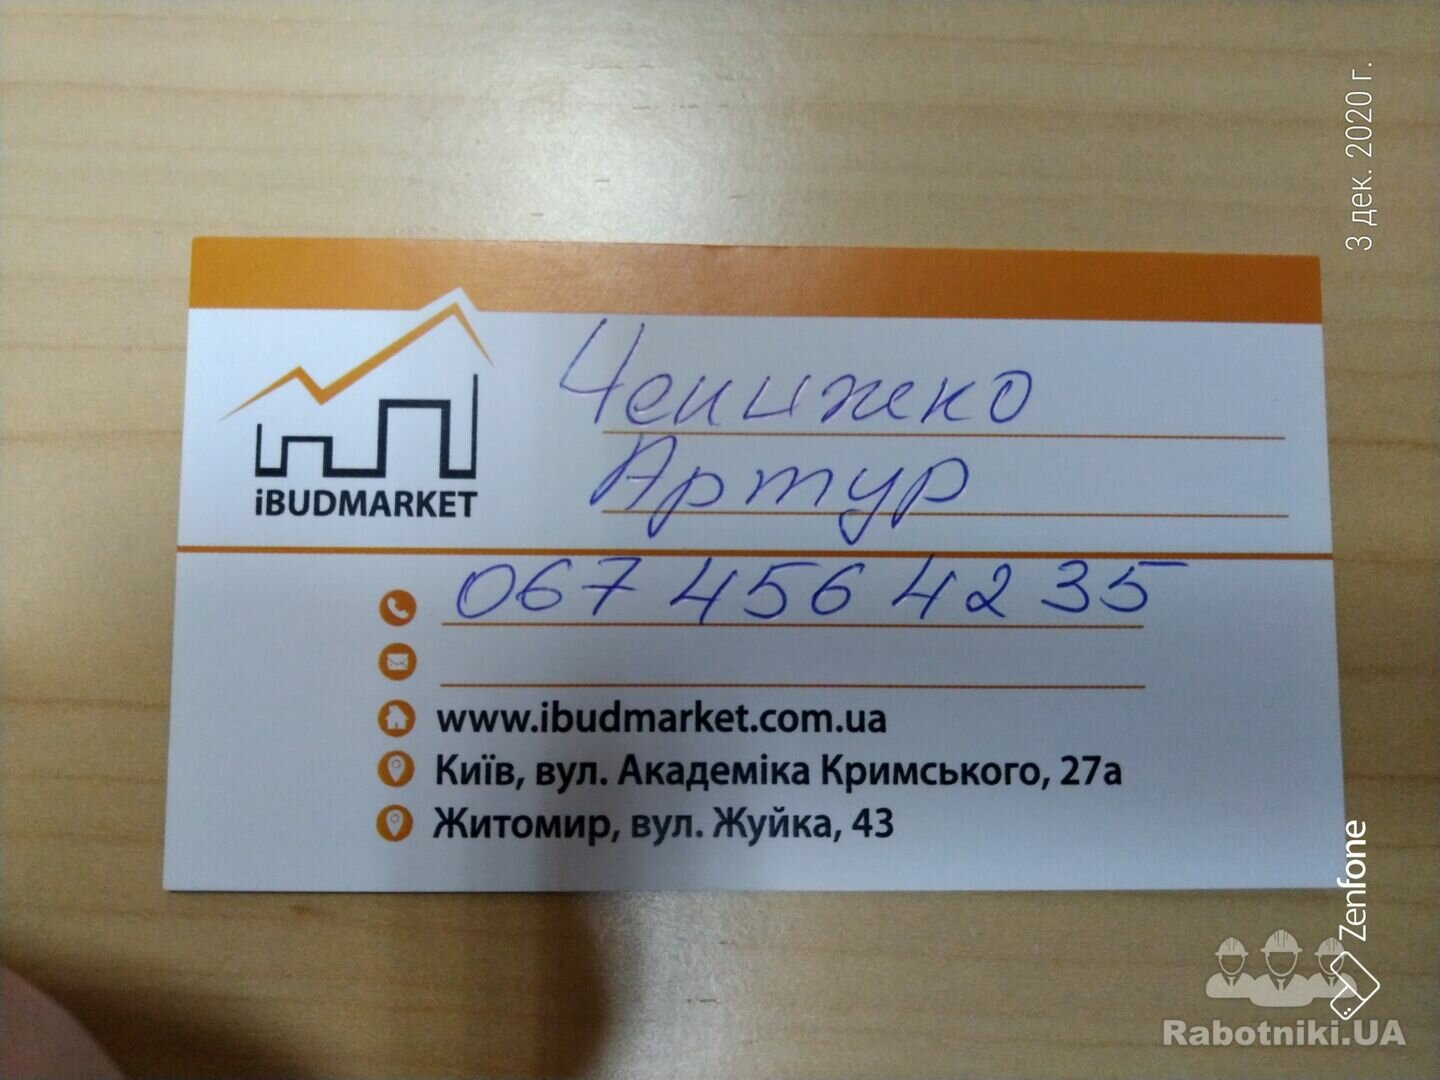 3 дек. 2020 г.
iBUDMARKET
Артур
067 456 42 35
www.ibudmarket.com.ua
Київ, вул. Академіка Кримського, 27а
Житомир, вул. Жуйка, 43
Zenfone
Rabotniki.UA